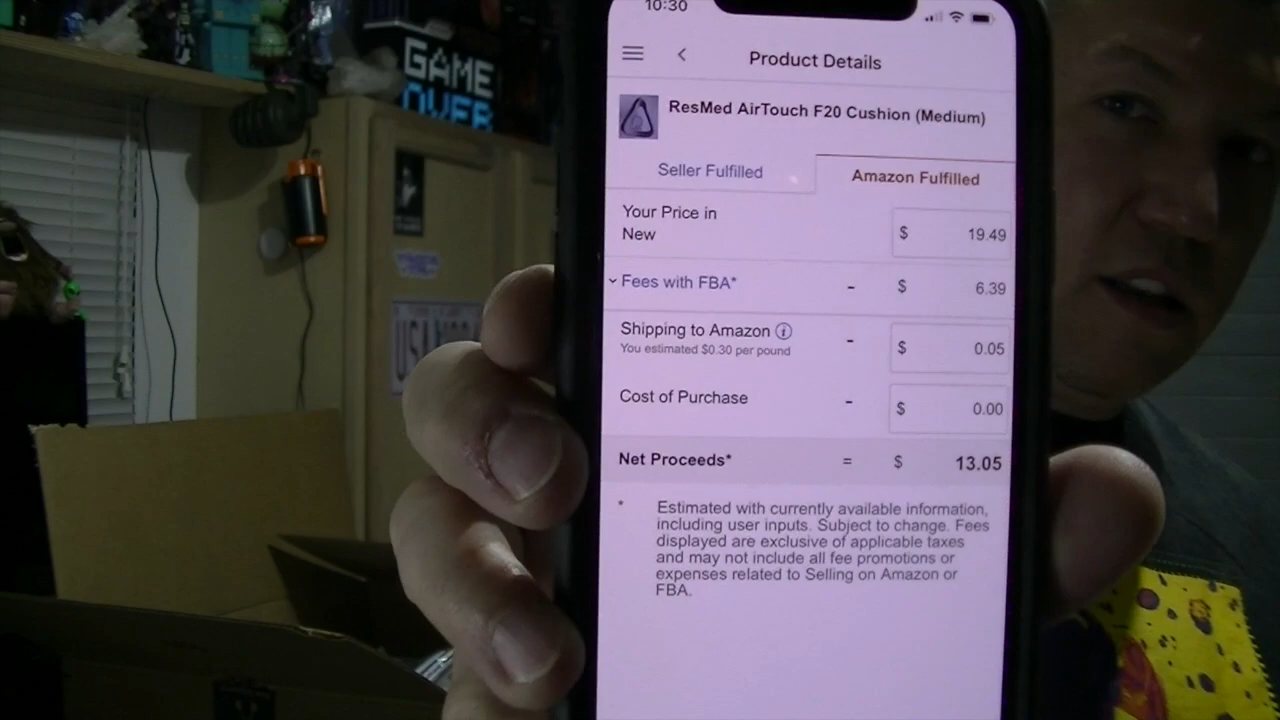 GAME
OVER
USA
10:30
Product Details
ResMed AirTouch F20 Cushion (Medium)
Seller Fulfilled
Amazon Fulfilled
Your Price in
New
$ 19.49
Fees with FBA* - $ 6.39
Shipping to Amazon - $ 0.05
You estimated $0.30 per pound
Cost of Purchase - $ 0.00
Net Proceeds* = $ 13.05
* Estimated with currently available information,
including user inputs. Subject to change. Fees
displayed are exclusive of applicable taxes
and may not include all fee promotions or
expenses related to Selling on Amazon or
FBA.